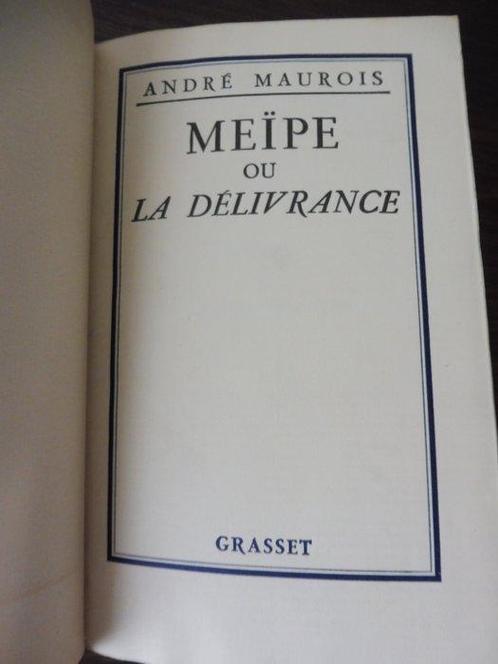 ANDRÉ MAUROIS
MEÏPE
OU
LA DÉLIVRANCE
GRASSET